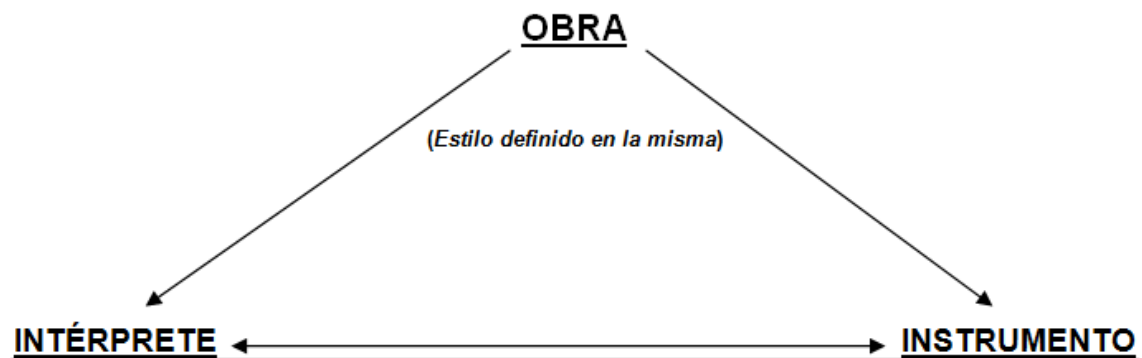 OBRA
(Estilo definido en la misma)
INTÉRPRETE
INSTRUMENTO